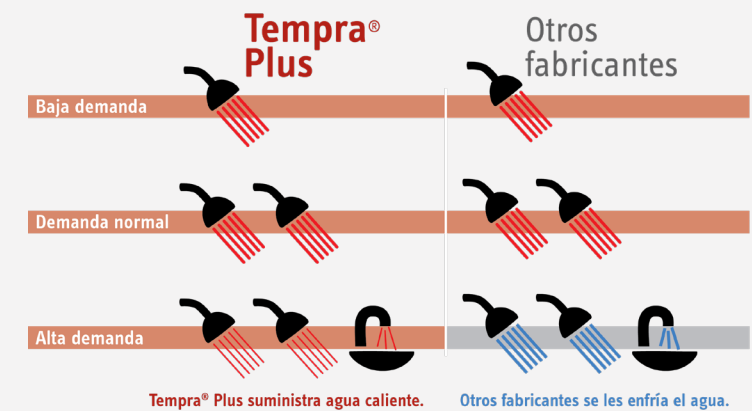 Tempra®
Plus
Otros
fabricantes
Baja demanda
Demanda normal
Alta demanda
Tempra® Plus suministra agua caliente.
Otros fabricantes se les enfría el agua.